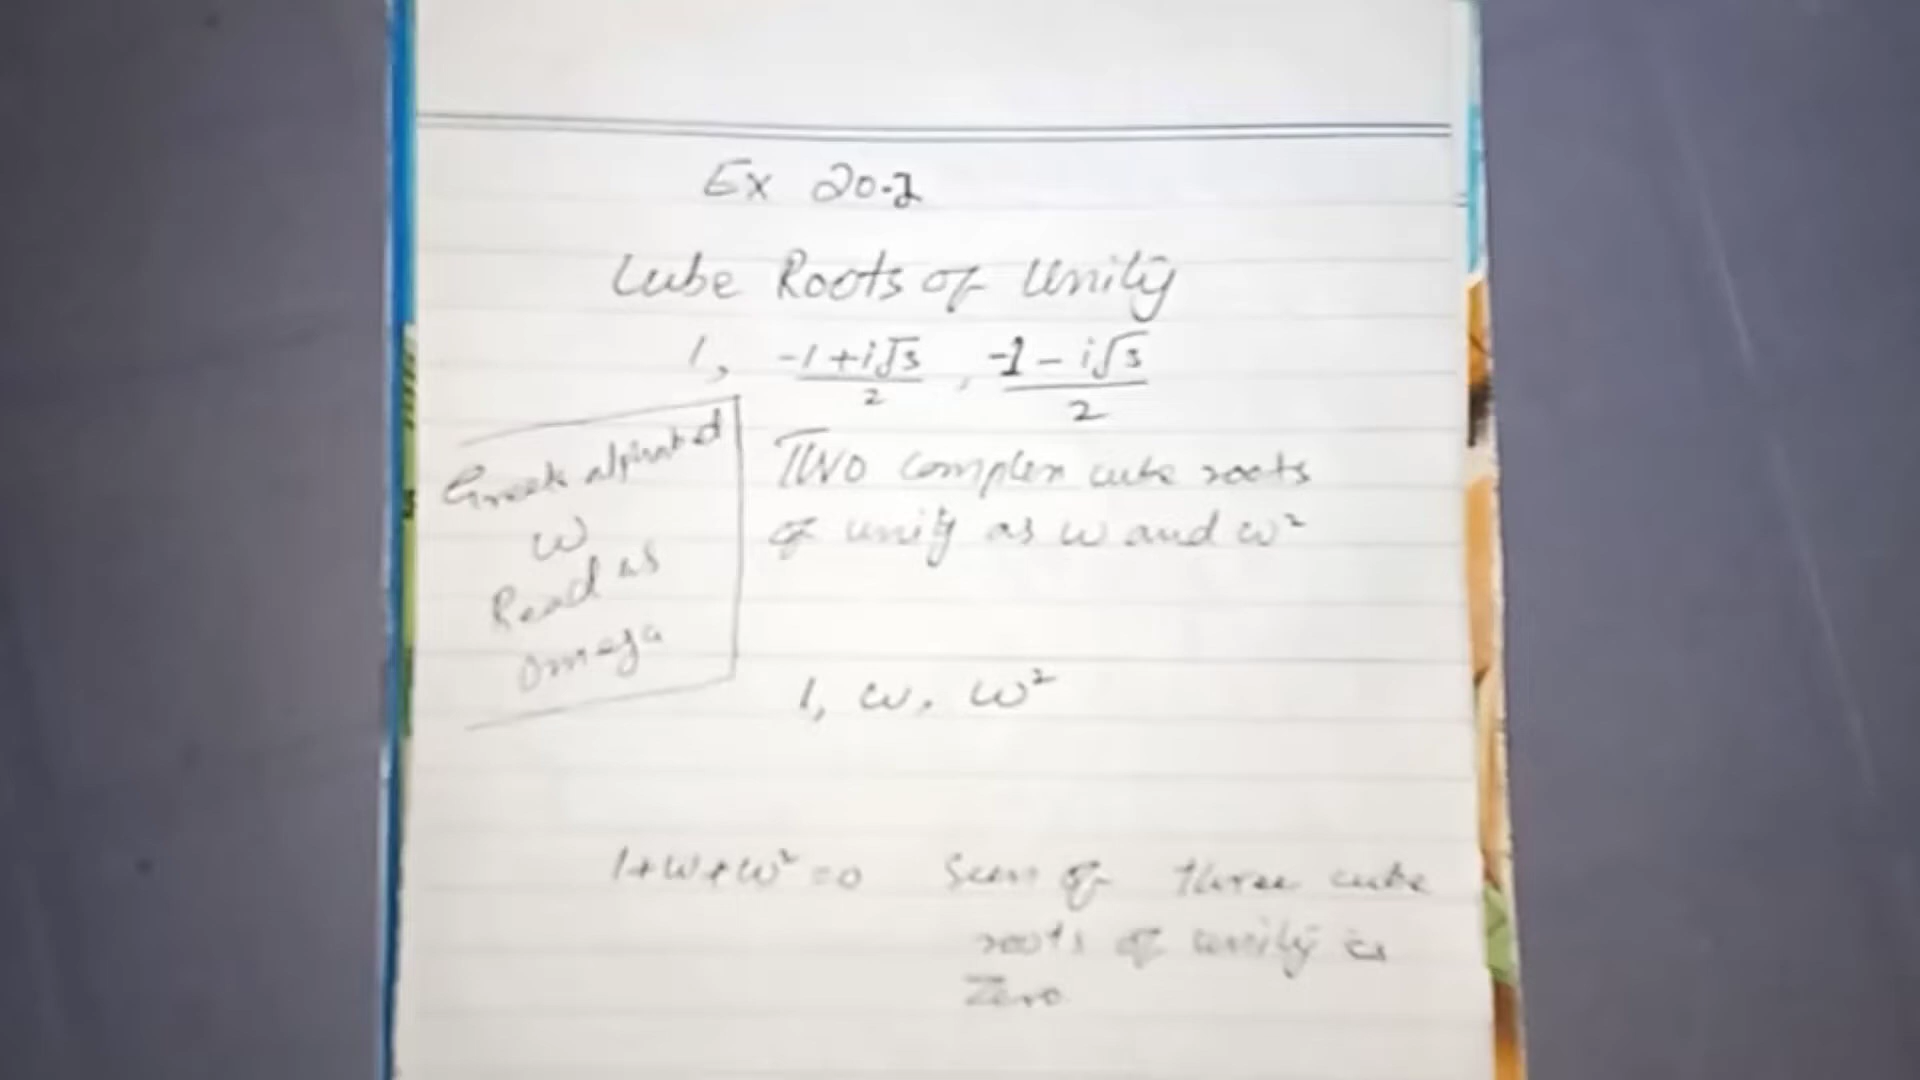 Ex 20.2
Cube Roots of Unity
1, (-1+i√3)/2, (-1-i√3)/2
Greek
ω
Read as
omega
Two complex cube roots
of unity as ω and ω²
1, ω, ω²
1+ω+ω²=0 Sum of three cube
roots of unity is
Zero